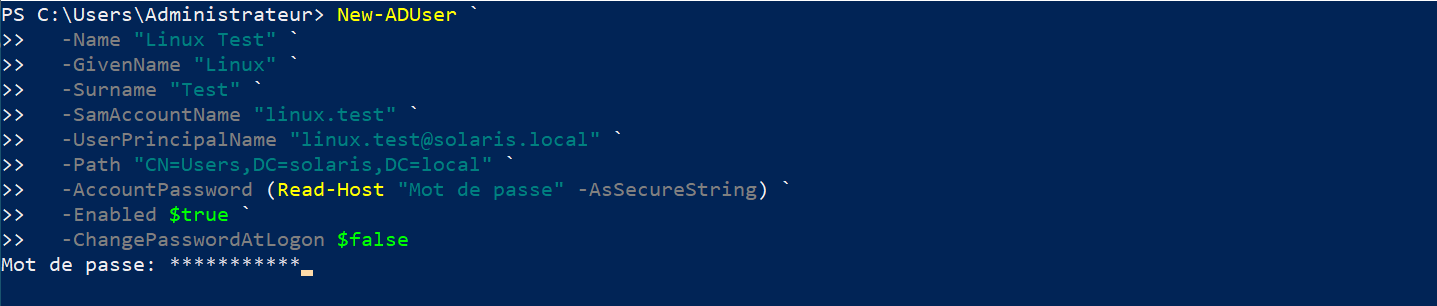 PS C:\Users\Administrateur> New-ADUser `
>>   -Name "Linux Test" `
>>   -GivenName "Linux" `
>>   -Surname "Test" `
>>   -SamAccountName "linux.test" `
>>   -UserPrincipalName "linux.test@solaris.local" `
>>   -Path "CN=Users,DC=solaris,DC=local" `
>>   -AccountPassword (Read-Host "Mot de passe" -AsSecureString) `
>>   -Enabled $true `
>>   -ChangePasswordAtLogon $false
Mot de passe: ***********